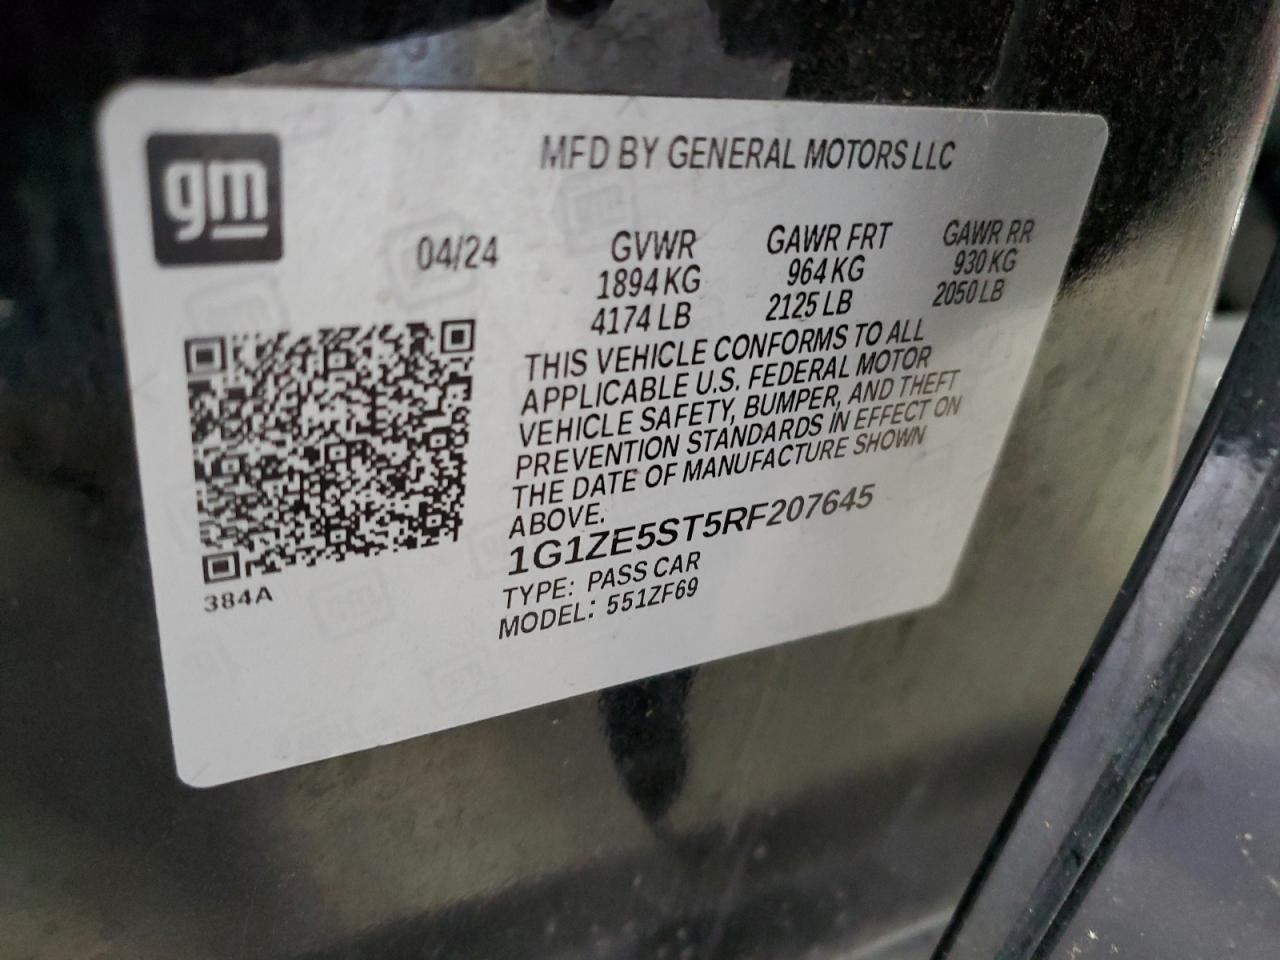 gm
MFD BY GENERAL MOTORS LLC
04/24 GVWR GAWR FRT GAWR RR
1894 KG 964 KG 930 KG
4174 LB 2125 LB 2050 LB
THIS VEHICLE CONFORMS TO ALL
APPLICABLE U.S. FEDERAL MOTOR
VEHICLE SAFETY, BUMPER, AND THEFT
PREVENTION STANDARDS IN EFFECT ON
THE DATE OF MANUFACTURE SHOWN
ABOVE.
1G1ZE5ST5RF207645
TYPE: PASS CAR
MODEL: 551ZF69
384A